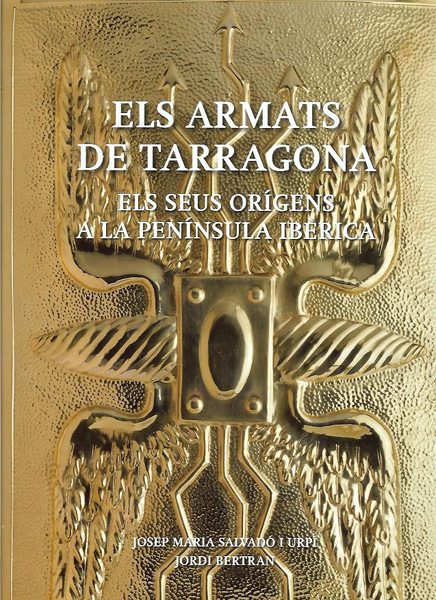 ELS ARMATS
DE TARRAGONA
ELS SEUS ORÍGENS
A LA PENÍNSULA IBÈRICA
JOSEP MARIA SALVADÓ I URPÍ
JORDI BERTRAN